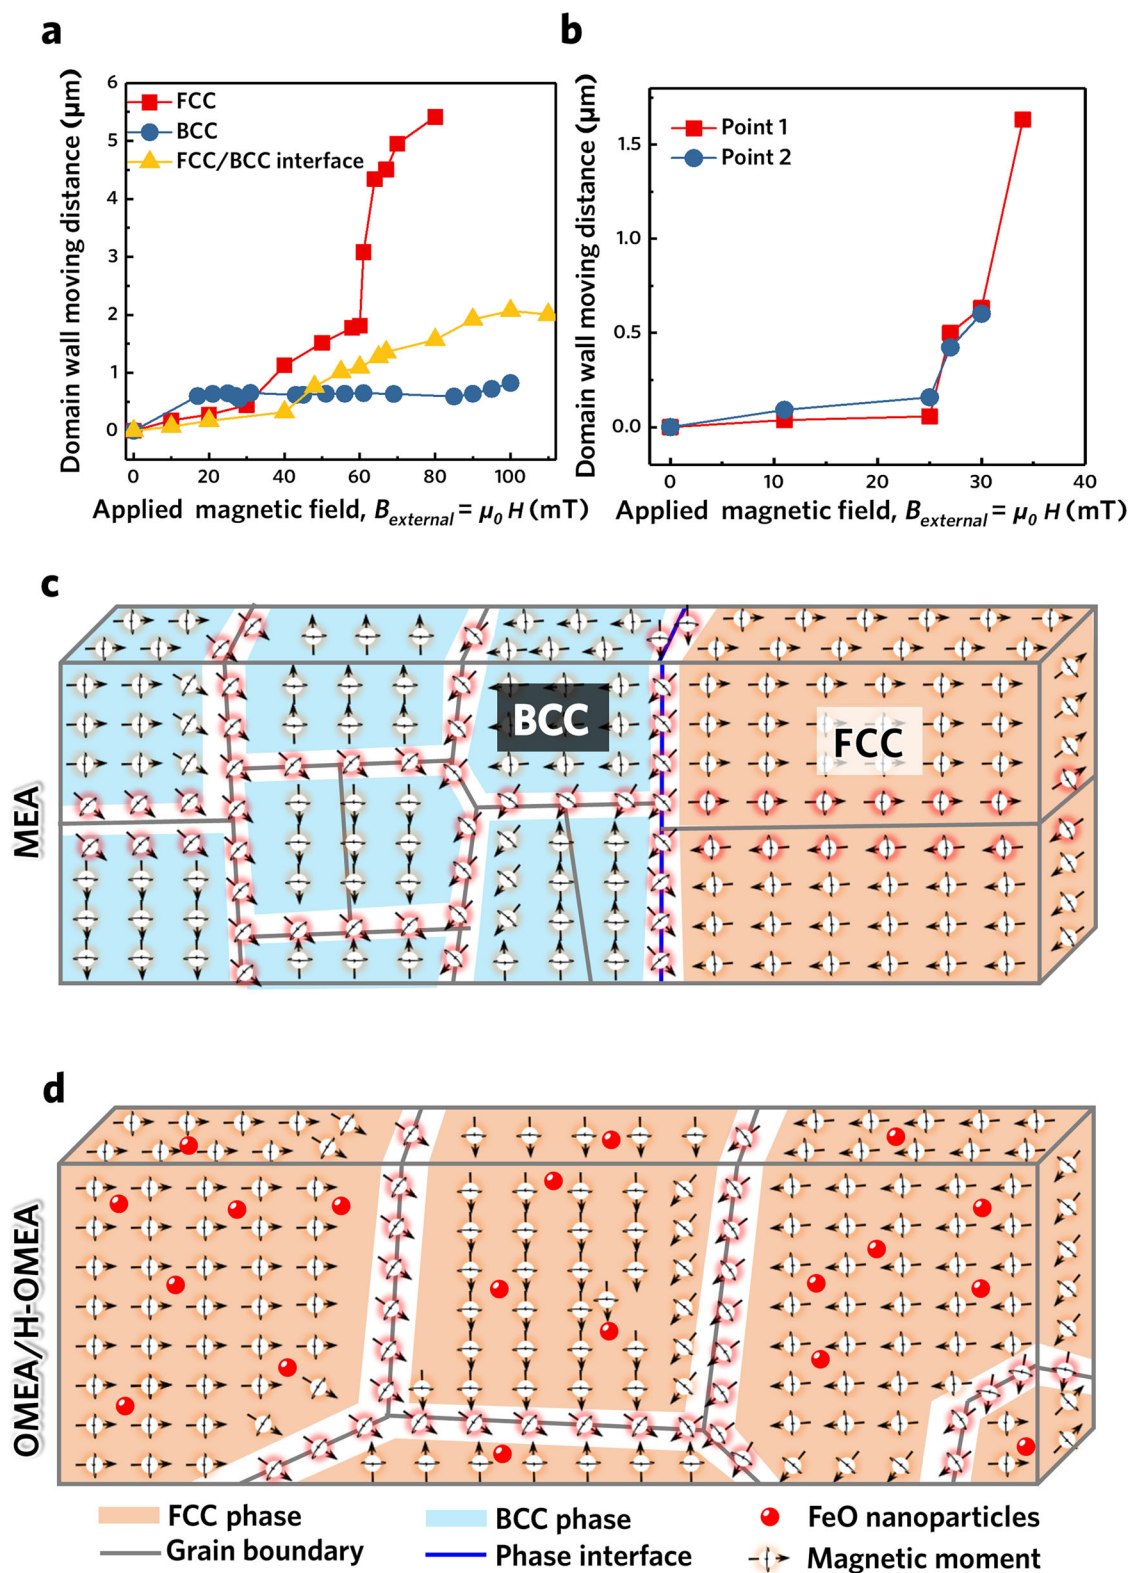 a
Domain wall moving distance (μm)
6
5
4
3
2
1
0
FCC
BCC
FCC/BCC interface
0 20 40 60 80 100
Applied magnetic field, B_external = μ₀ H (mT)
b
Domain wall moving distance (μm)
1.5
1.0
0.5
0.0
Point 1
Point 2
0 10 20 30 40
Applied magnetic field, B_external = μ₀ H (mT)
c
MEA
BCC
FCC
d
OMEA/H-OMEA
FCC phase
BCC phase
FeO nanoparticles
Grain boundary
Phase interface
Magnetic moment